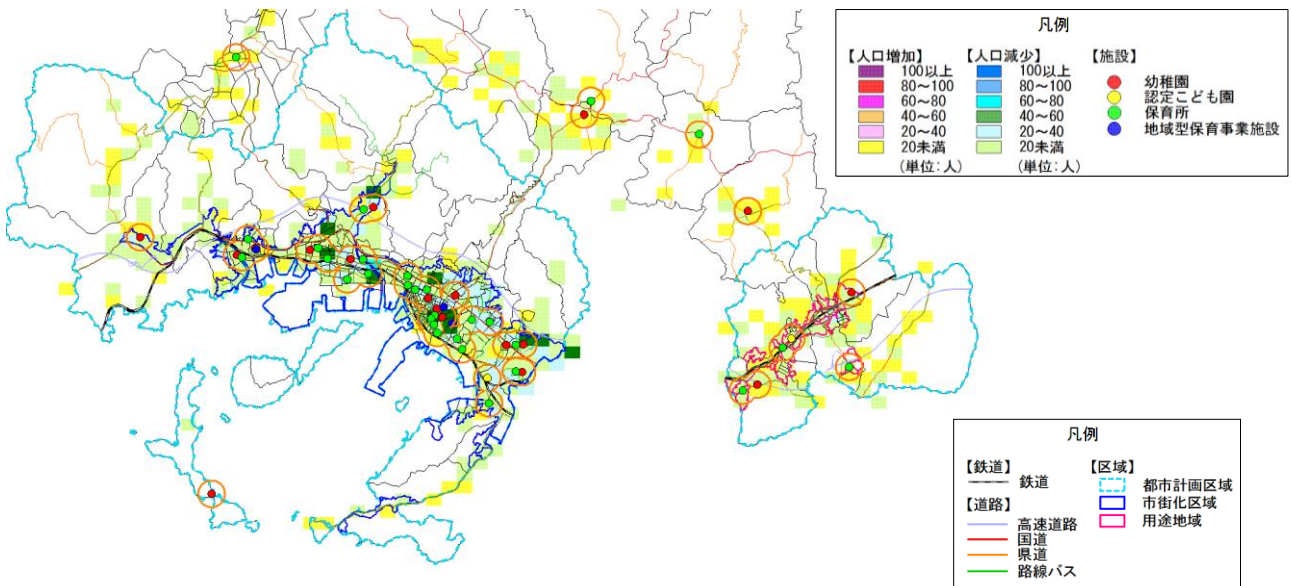 凡例
【人口増加】 【人口減少】 【施設】
100以上 100以上 幼稚園
80～100 80～100 認定こども園
60～80 60～80 保育所
40～60 40～60 地域型保育事業施設
20～40 20～40
20未満 20未満
(単位：人) (単位：人)
凡例
【鉄道】 【区域】
鉄道 都市計画区域
【道路】 市街化区域
高速道路 用途地域
国道
県道
路線バス